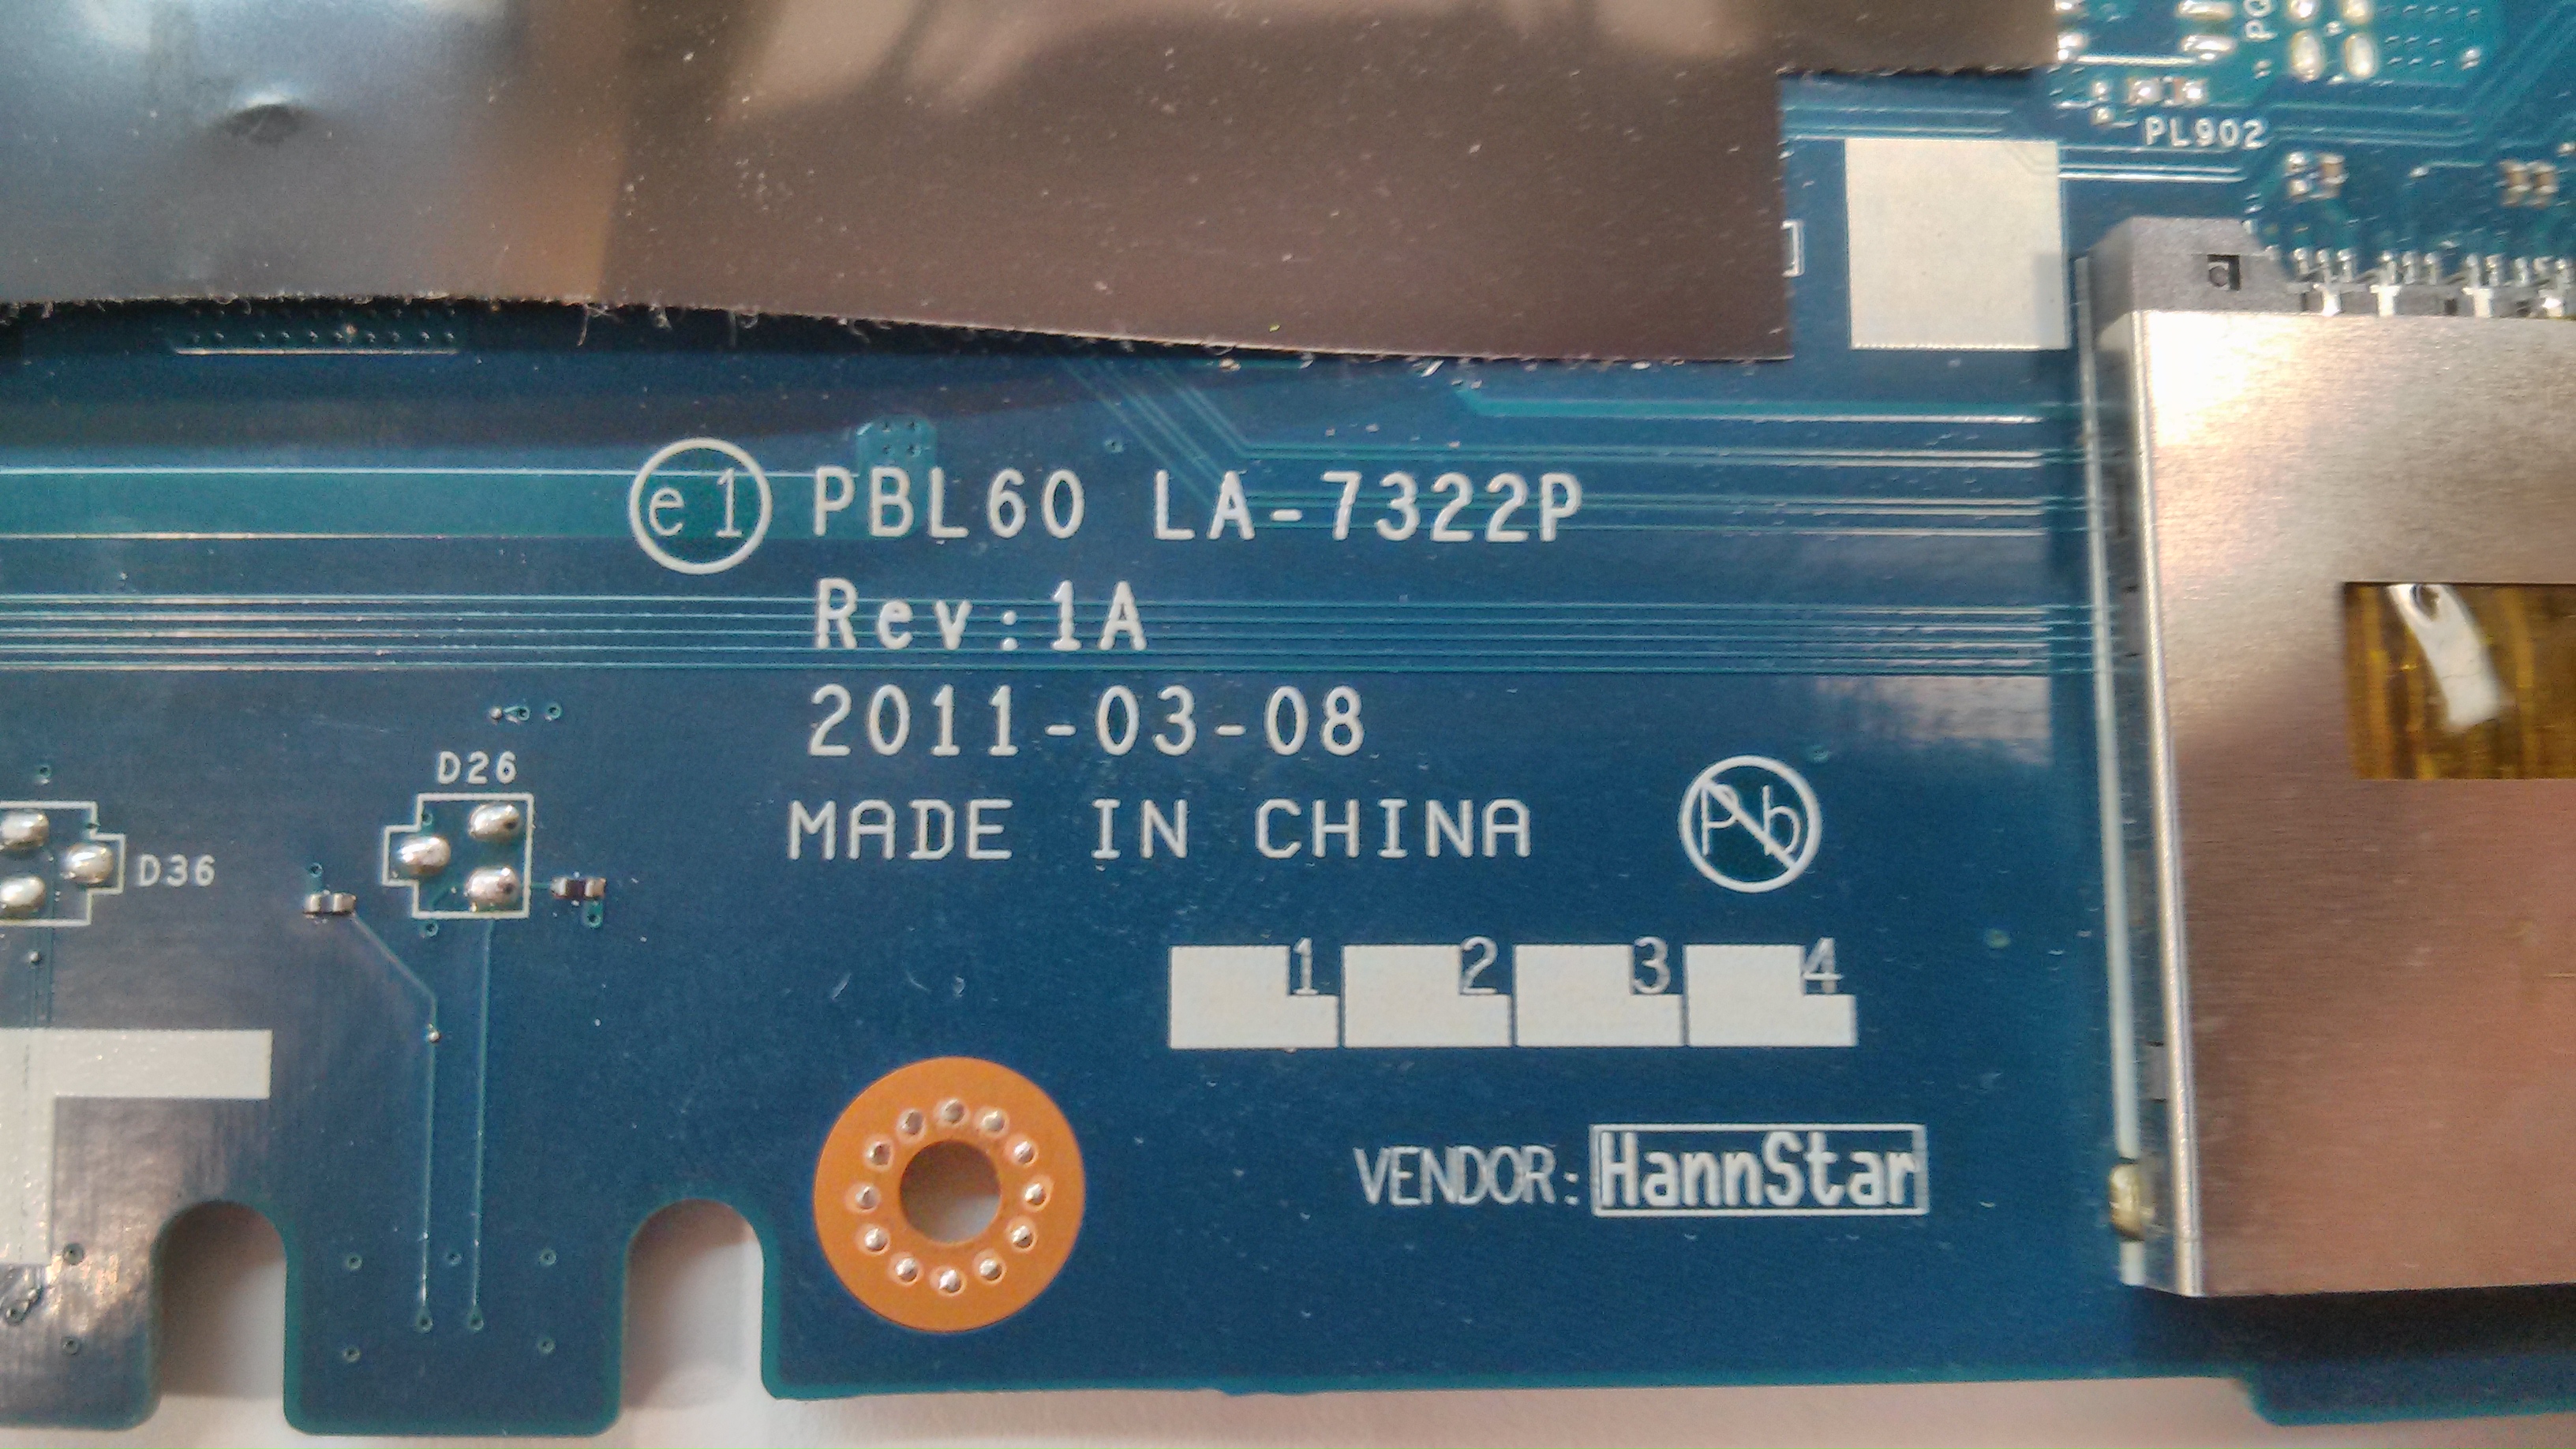 PL902
e1 PBL60 LA-7322P
Rev:1A
2011-03-08
D26
MADE IN CHINA Pb
D36
1 2 3 4
VENDOR: HannStar